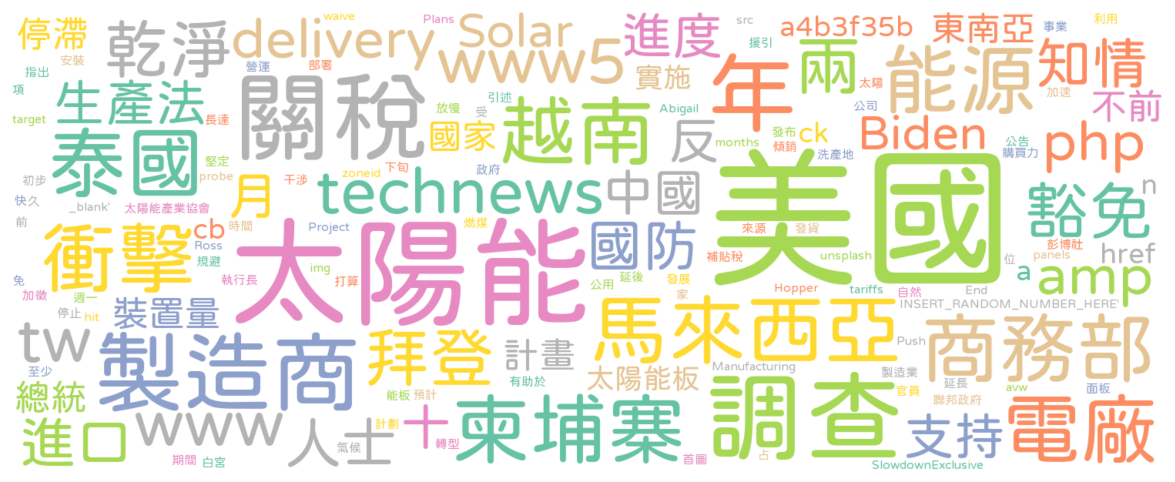 停滯 安裝 乾淨 delivery waive Solar Plans 進度 src a4b3f35b 東南亞 事業 利用
指出 營運 部署 www5 實施 援引 年 兩 太陽 能源 知情 加速
項 生產法 長達 關稅 放慢 引述 受 越南 Abigail 反 公司 不前
target 泰國 堅定 國家 政府 months 發布 ck 傾銷 洗產地 Biden 公告 購買力 php
初步 probe 干涉 zoneid 下旬 technews 中國 美國 豁免 n
快 久 _blank' 太陽能產業協會 月
前 衝擊 cb 時間 Project 太陽能 燃煤 國防 來源 發貨 彭博社 href
Ross 規避 img 延後 補貼稅 unsplash 位 panels
免 加徵 週一 執行長 打算 公用 發展 家 Hopper tariffs 自然 End a amp
停止 hit 裝置量 INSERT_RANDOM_NUMBER_HERE'
tw 製造商 拜登 計畫 馬來西亞 Push 商務部
至少 有助於 太陽能板 Manufacturing 製造業
總統 能板 預計 調查 官員 延長 聯邦政府 avw 面板
進口 www 人士 計劃 十 柬埔寨 支持 電廠
期間 白宮 氣候 轉型 首圖 占 SlowdownExclusive